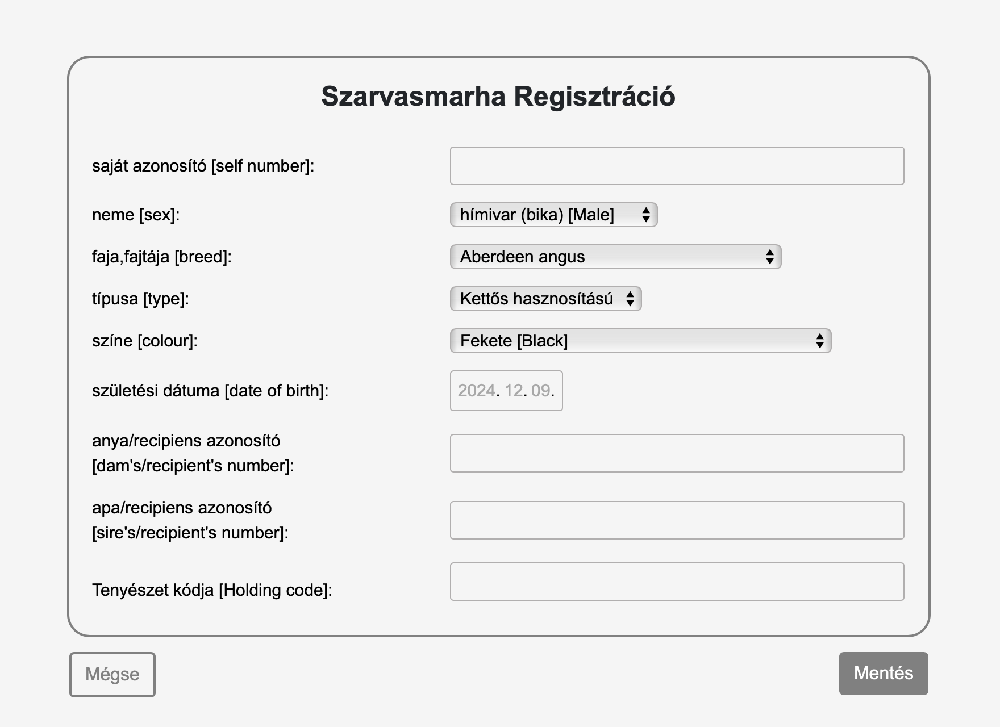 Szarvasmarha Regisztráció
saját azonosító [self number]:
neme [sex]: hímivar (bika) [Male]
faja,fajtája [breed]: Aberdeen angus
típusa [type]: Kettős hasznosítású
színe [colour]: Fekete [Black]
születési dátuma [date of birth]: 2024. 12. 09.
anya/recipiens azonosító
[dam's/recipient's number]:
apa/recipiens azonosító
[sire's/recipient's number]:
Tenyészet kódja [Holding code]:
Mégse Mentés